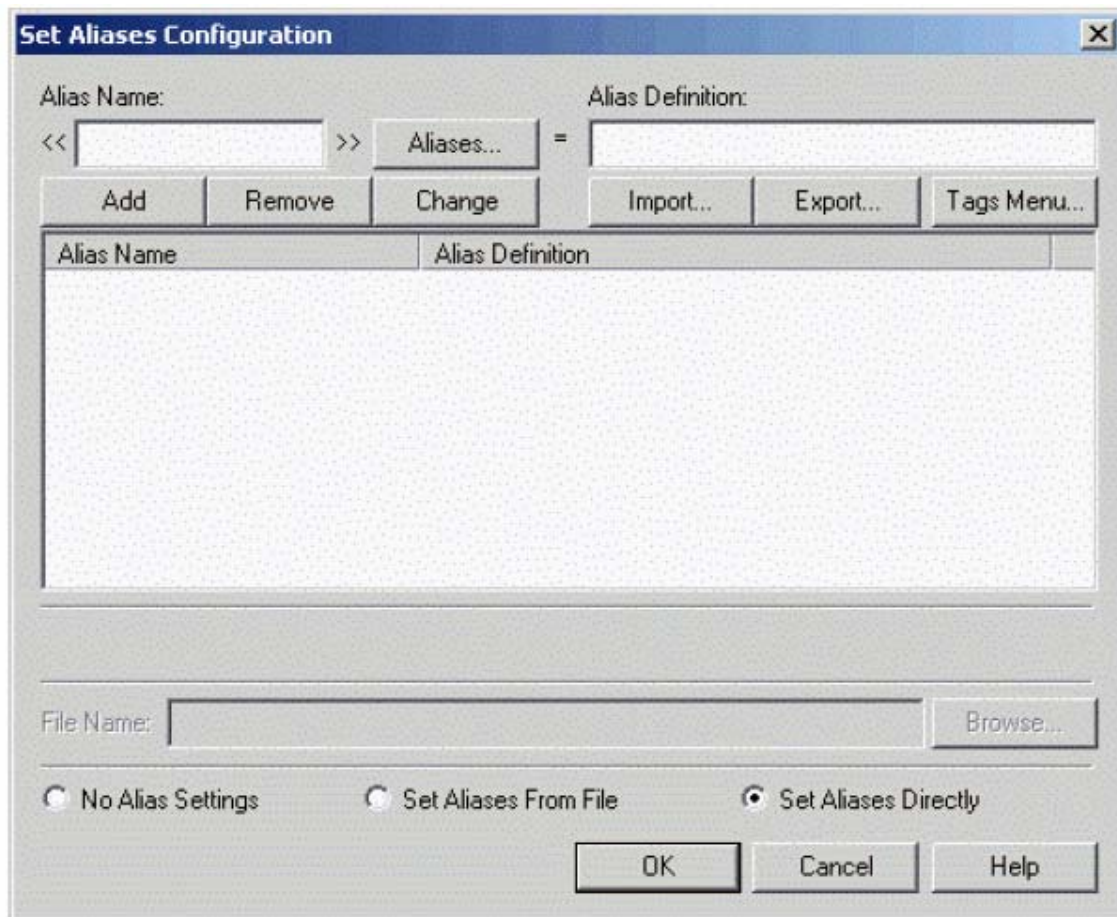 Set Aliases Configuration
Alias Name: Alias Definition:
<< >> Aliases... =
Add Remove Change Import... Export... Tags Menu...
Alias Name Alias Definition
File Name: Browse...
No Alias Settings Set Aliases From File Set Aliases Directly
OK Cancel Help